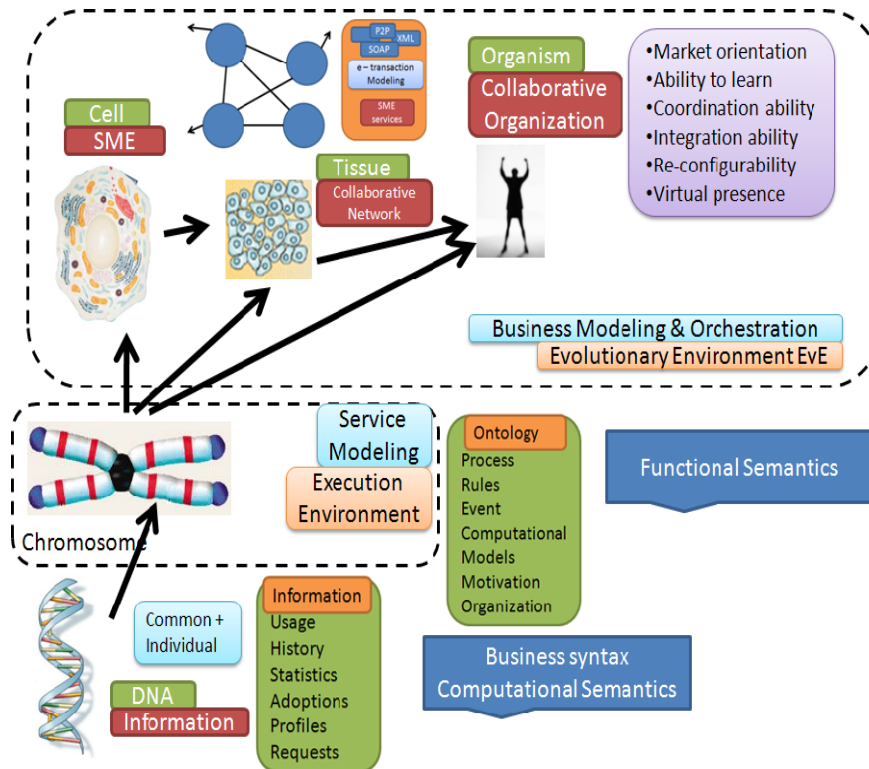 P2P
XML
SOAP
e – transaction
Modeling
SME
services
Cell
SME
Tissue
Collaborative
Network
Organism
Collaborative
Organization
•Market orientation
•Ability to learn
•Coordination ability
•Integration ability
•Re-configurability
•Virtual presence
Business Modeling & Orchestration
Evolutionary Environment EvE
Chromosome
Service
Modeling
Execution
Environment
Ontology
Process
Rules
Event
Computational
Models
Motivation
Organization
Functional Semantics
Common +
Individual
DNA
Information
Information
Usage
History
Statistics
Adoptions
Profiles
Requests
Business syntax
Computational Semantics